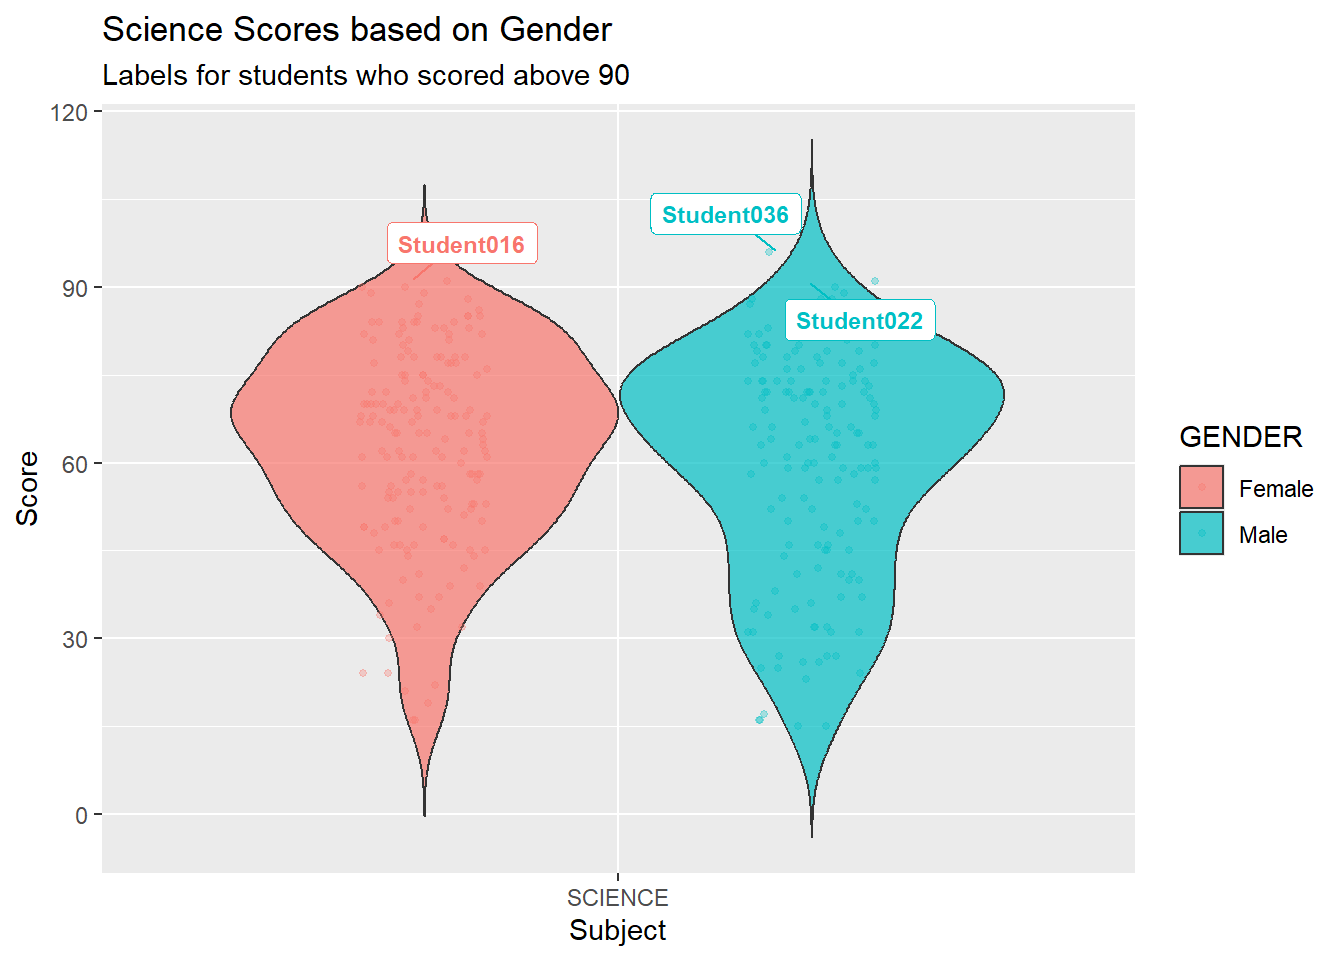 Science Scores based on Gender
Labels for students who scored above 90
120
90
60
30
0
Score
Student016
Student036
Student022
SCIENCE
Subject
GENDER
Female
Male